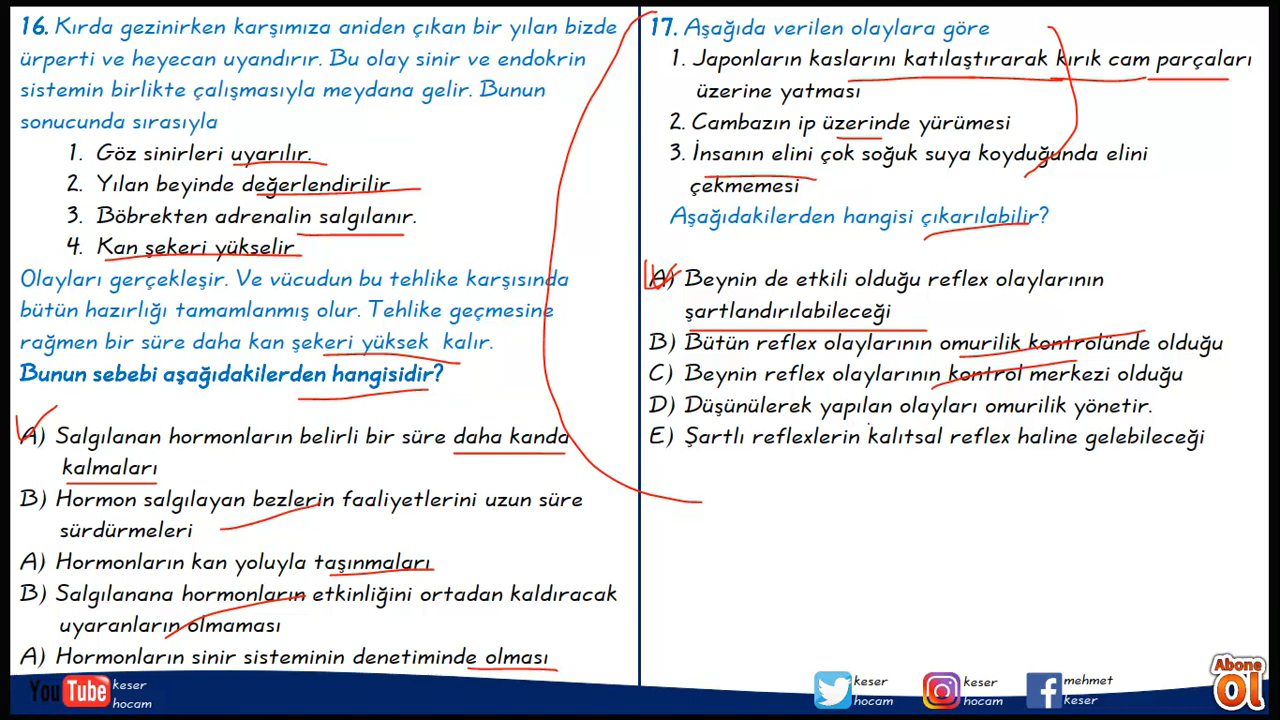 16. Kırda gezinirken karşımıza aniden çıkan bir yılan bizde
ürperti ve heyecan uyandırır. Bu olay sinir ve endokrin
sistemin birlikte çalışmasıyla meydana gelir. Bunun
sonucunda sırasıyla
1. Göz sinirleri uyarılır.
2. Yılan beyinde değerlendirilir
3. Böbrekten adrenalin salgılanır.
4. Kan şekeri yükselir
Olayları gerçekleşir. Ve vücudun bu tehlike karşısında
bütün hazırlığı tamamlanmış olur. Tehlike geçmesine
rağmen bir süre daha kan şekeri yüksek kalır.
Bunun sebebi aşağıdakilerden hangisidir?
A) Salgılanan hormonların belirli bir süre daha kanda
kalmaları
B) Hormon salgılayan bezlerin faaliyetlerini uzun süre
sürdürmeleri
A) Hormonların kan yoluyla taşınmaları
B) Salgılanana hormonların etkinliğini ortadan kaldıracak
uyaranların olmaması
A) Hormonların sinir sisteminin denetiminde olması
17. Aşağıda verilen olaylara göre
1. Japonların kaslarını katılaştırarak kırık cam parçaları
üzerine yatması
2. Cambazın ip üzerinde yürümesi
3. İnsanın elini çok soğuk suya koyduğunda elini
çekmemesi
Aşağıdakilerden hangisi çıkarılabilir?
A) Beynin de etkili olduğu reflex olaylarının
şartlandırılabileceği
B) Bütün reflex olaylarının omurilik kontrolünde olduğu
C) Beynin reflex olaylarının kontrol merkezi olduğu
D) Düşünülerek yapılan olayları omurilik yönetir.
E) Şartlı reflexlerin kalıtsal reflex haline gelebileceği
YouTube keser
hocam
keser
hocam
keser
hocam
mehmet
keser
Abone
Ol